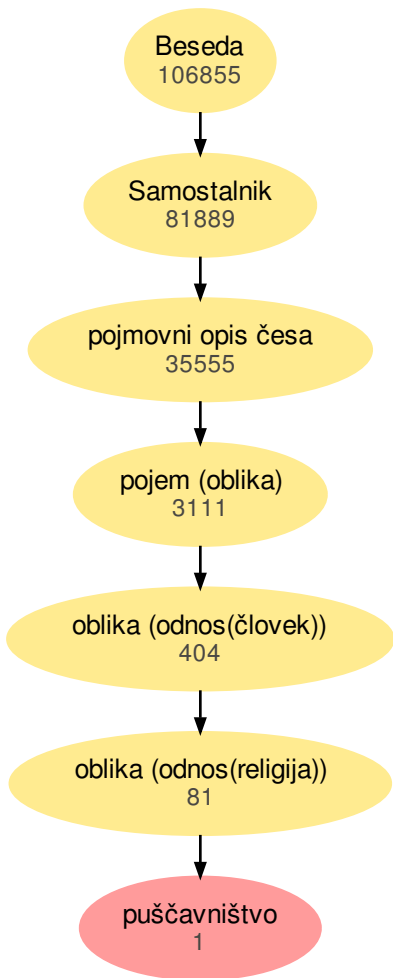 Beseda
106855
Samostalnik
81889
pojmovni opis česa
35555
pojem (oblika)
3111
oblika (odnos(človek))
404
oblika (odnos(religija))
81
puščavništvo
1